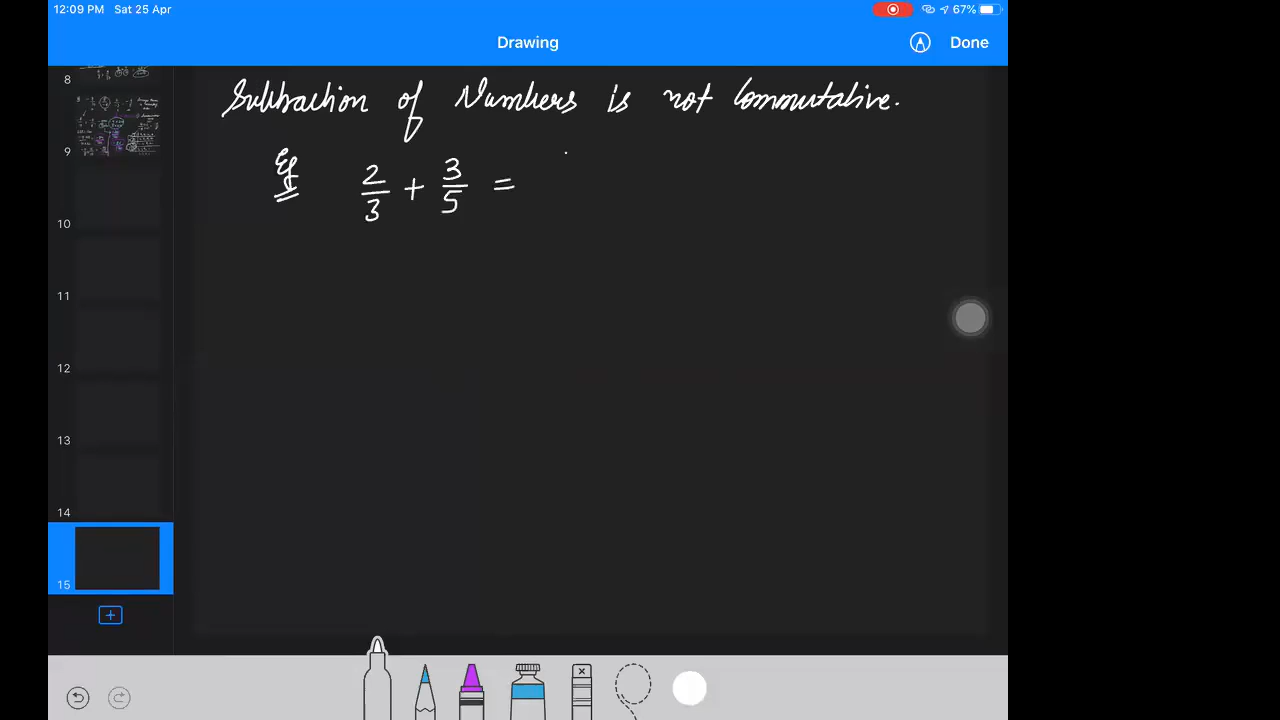 12:09 PM Sat 25 Apr 67%
Drawing Done
Subtraction of Numbers is not Commutative.
Eg 2/3 + 3/5 =
8
9
10
11
12
13
14
15